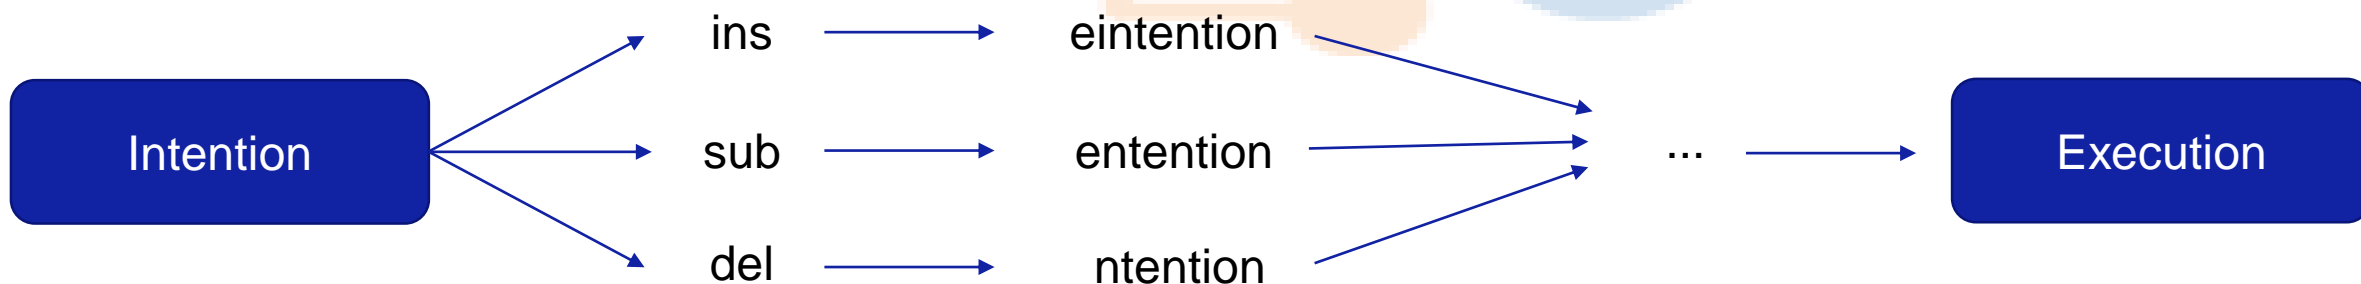 ins eintention
Intention sub entention ... Execution
del ntention